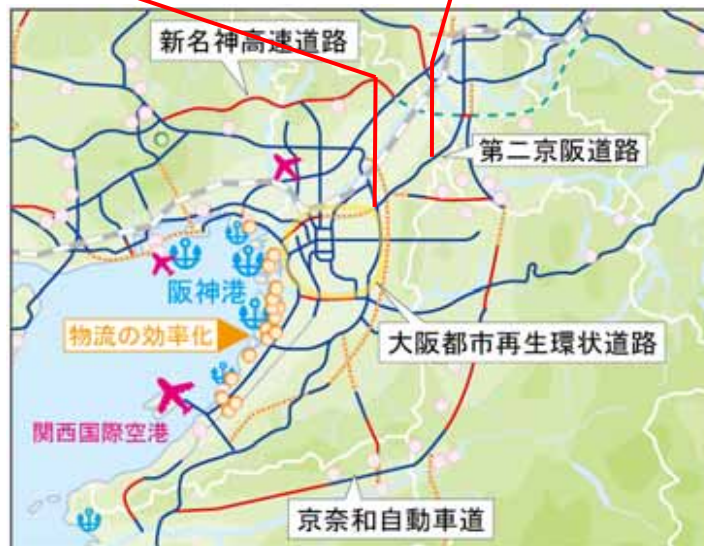 新名神高速道路
第二京阪道路
阪神港
物流の効率化
大阪都市再生環状道路
関西国際空港
京奈和自動車道